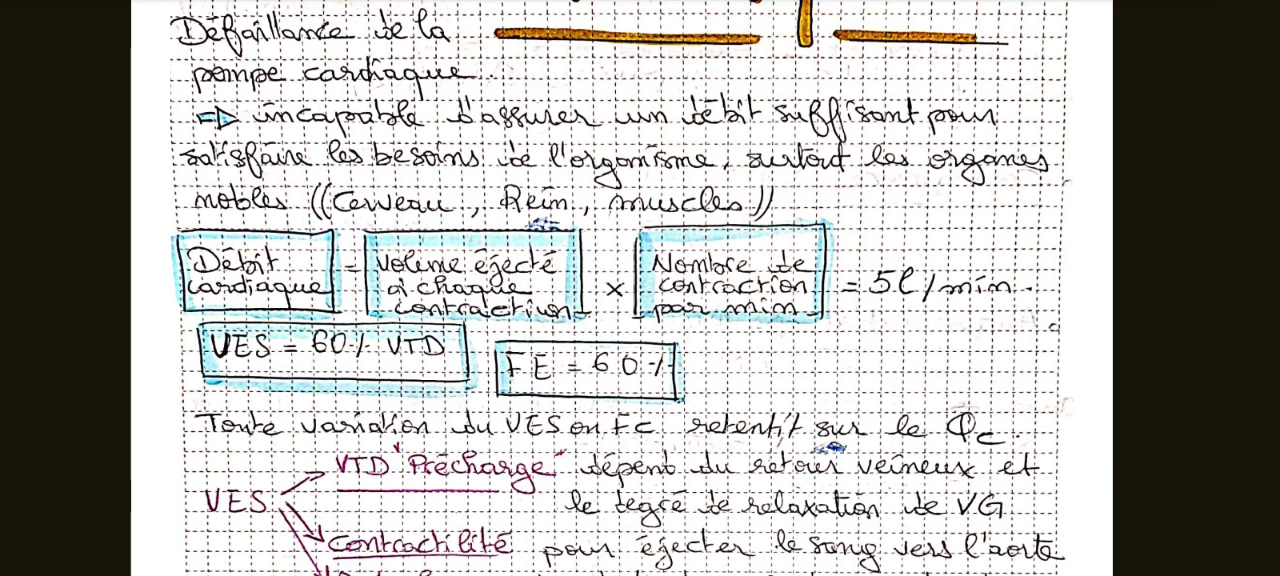 Défaillance de la
pompe cardiaque.
⇒ incapable d'assurer un débit suffisant pour
satisfaire les besoins de l'organisme, surtout les organes
nobles ((Cerveau, Rein, muscles))
Débit cardiaque = Volume éjecté à chaque contraction × Nombre de contraction par min = 5l/min.
VES = 60% VTD
FE = 60%
Toute variation du VES ou Fc retentit sur le Qc.
VES
VTD "Précharge" dépent du retour veineux et
le degré de relaxation de VG
Contractilité pour éjecter le sang vers l'aorte